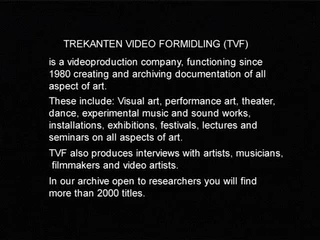 TREKANTEN VIDEO FORMIDLING (TVF)
is a videoproduction company, functioning since
1980 creating and archiving documentation of all
aspect of art.
These include: Visual art, performance art, theater,
dance, experimental music and sound works,
installations, exhibitions, festivals, lectures and
seminars on all aspects of art.
TVF also produces interviews with artists, musicians,
filmmakers and video artists.
In our archive open to researchers you will find
more than 2000 titles.